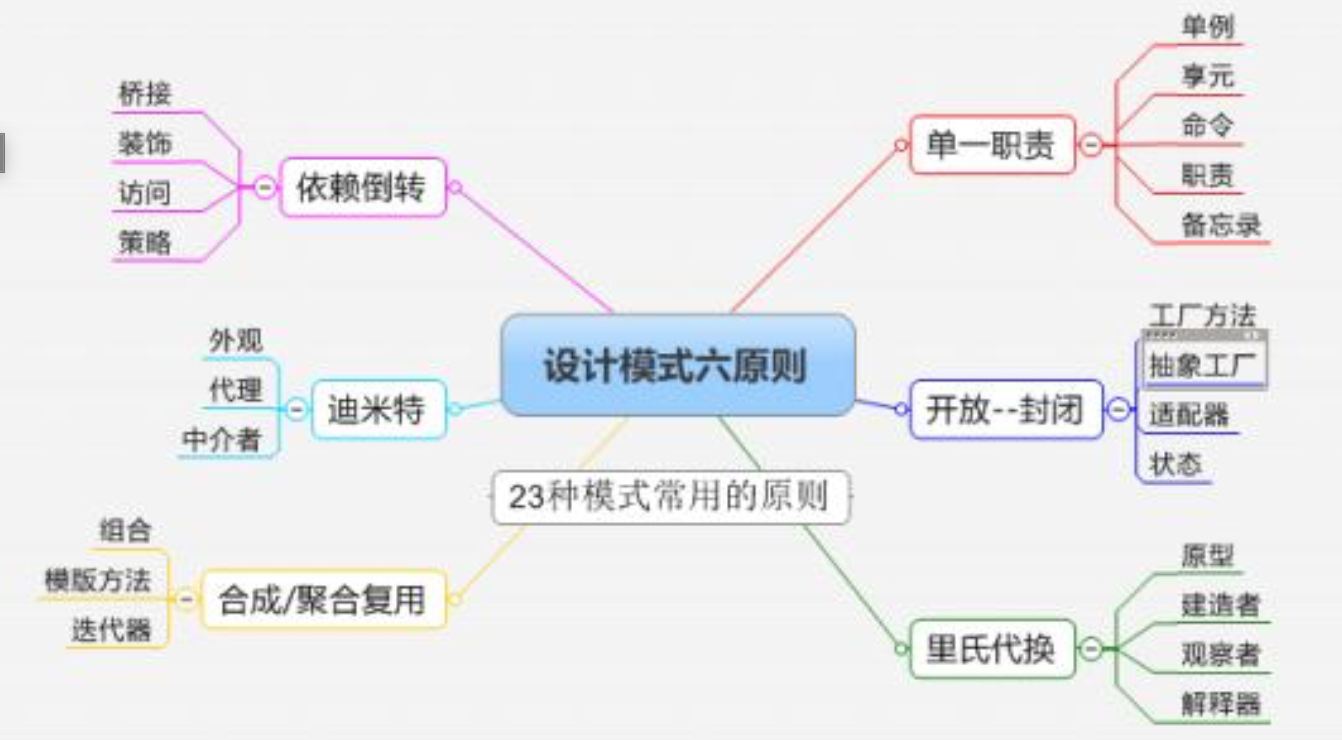 设计模式六原则
23种模式常用的原则
单一职责
单例
享元
命令
职责
备忘录
开放--封闭
工厂方法
抽象工厂
适配器
状态
里氏代换
原型
建造者
观察者
解释器
依赖倒转
桥接
装饰
访问
策略
迪米特
外观
代理
中介者
合成/聚合复用
组合
模版方法
迭代器